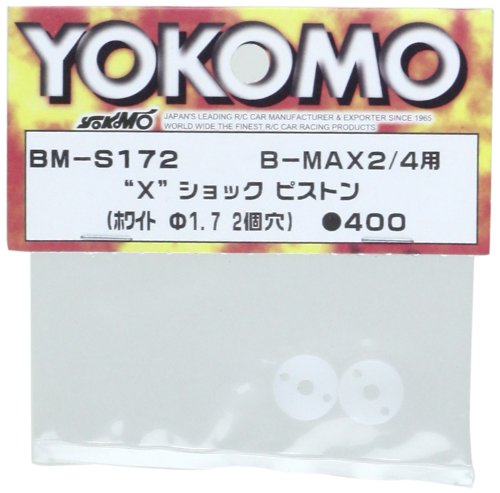 YOKOMO
YOKOMO JAPAN'S LEADING R/C CAR MANUFACTURER & EXPORTER SINCE 1965
WORLD WIDE THE FINEST R/C CAR RACING PRODUCTS
BM-S172 B-MAX2/4用
"X" ショック ピストン
(ホワイト Φ1.7 2個穴) ●400